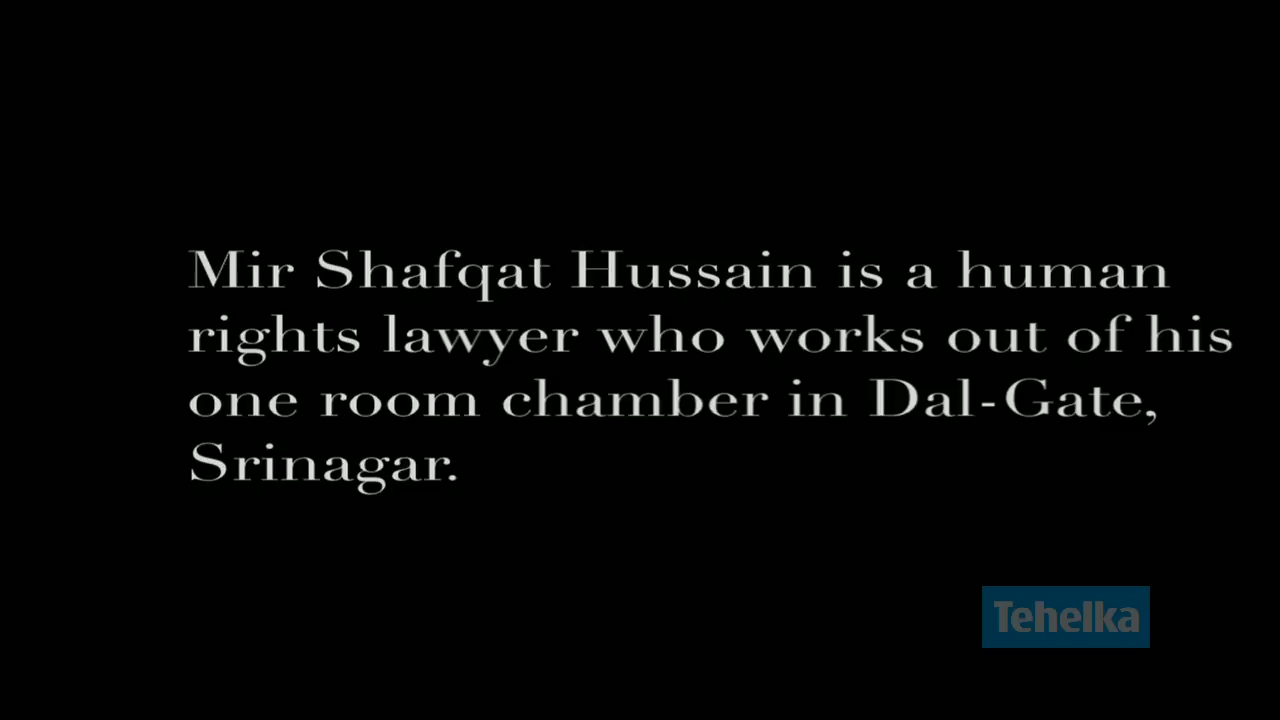 Mir Shafqat Hussain is a human
rights lawyer who works out of his
one room chamber in Dal-Gate,
Srinagar.
Tehelka